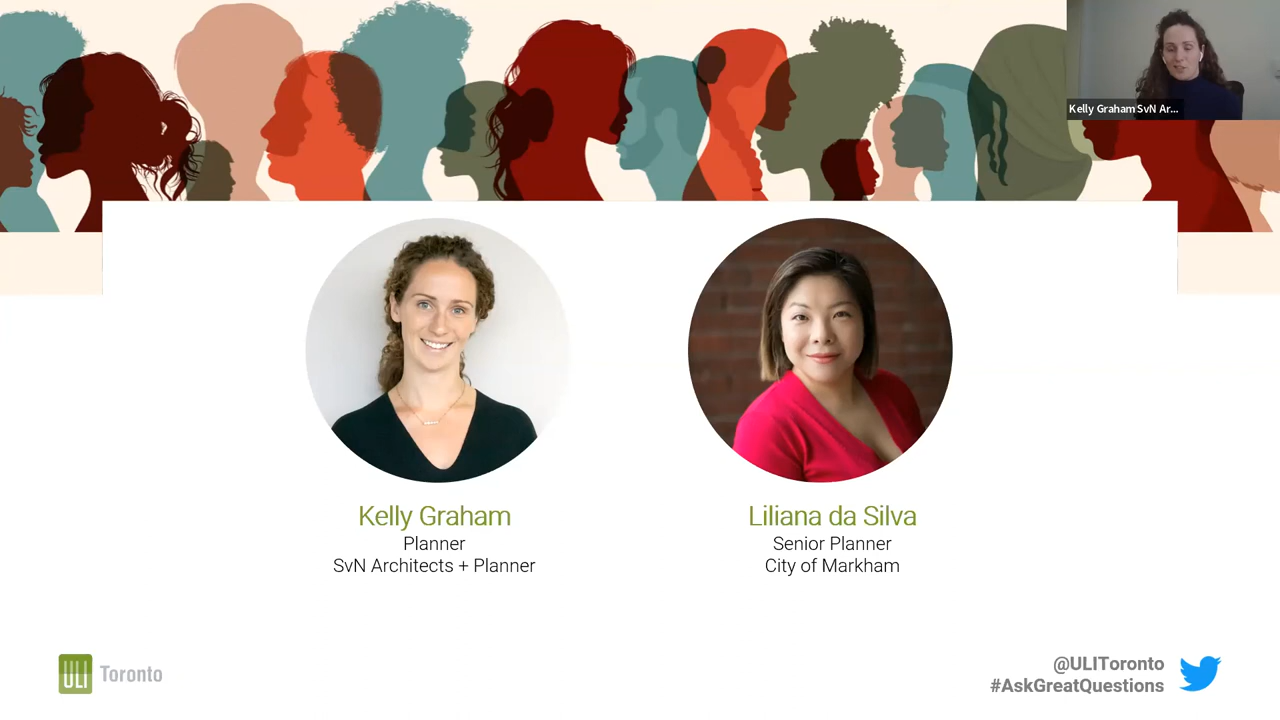 Kelly Graham SvN Ar...
Kelly Graham
Planner
SvN Architects + Planner
Liliana da Silva
Senior Planner
City of Markham
ULI Toronto
@ULIToronto
#AskGreatQuestions